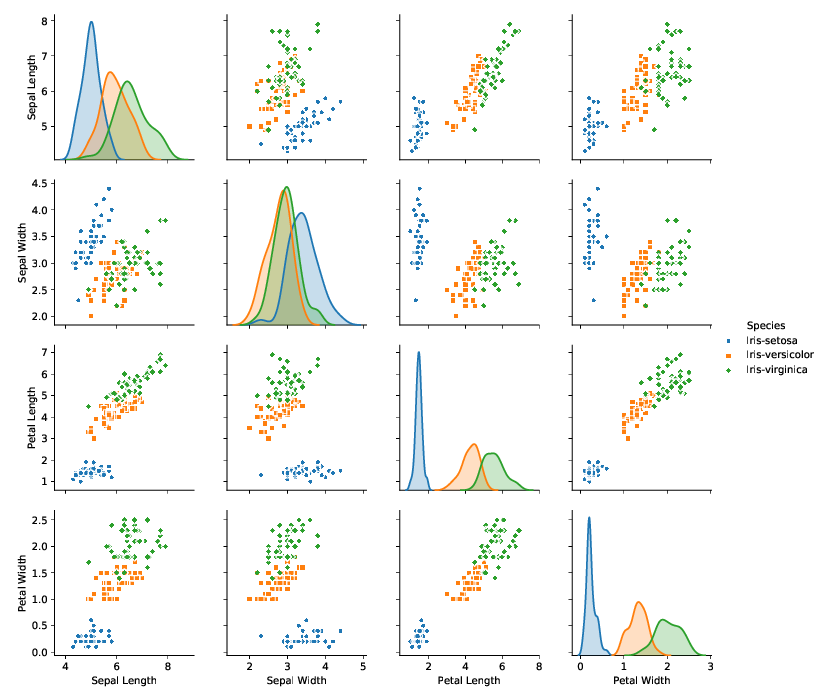 8
7
6
5
Sepal Length
4.5
4.0
3.5
3.0
2.5
2.0
Sepal Width
Species
Iris-setosa
Iris-versicolor
Iris-virginica
7
6
5
4
3
2
1
Petal Length
2.5
2.0
1.5
1.0
0.5
0.0
Petal Width
4 6 8 2 3 4 5 2 4 6 8 0 1 2 3
Sepal Length Sepal Width Petal Length Petal Width